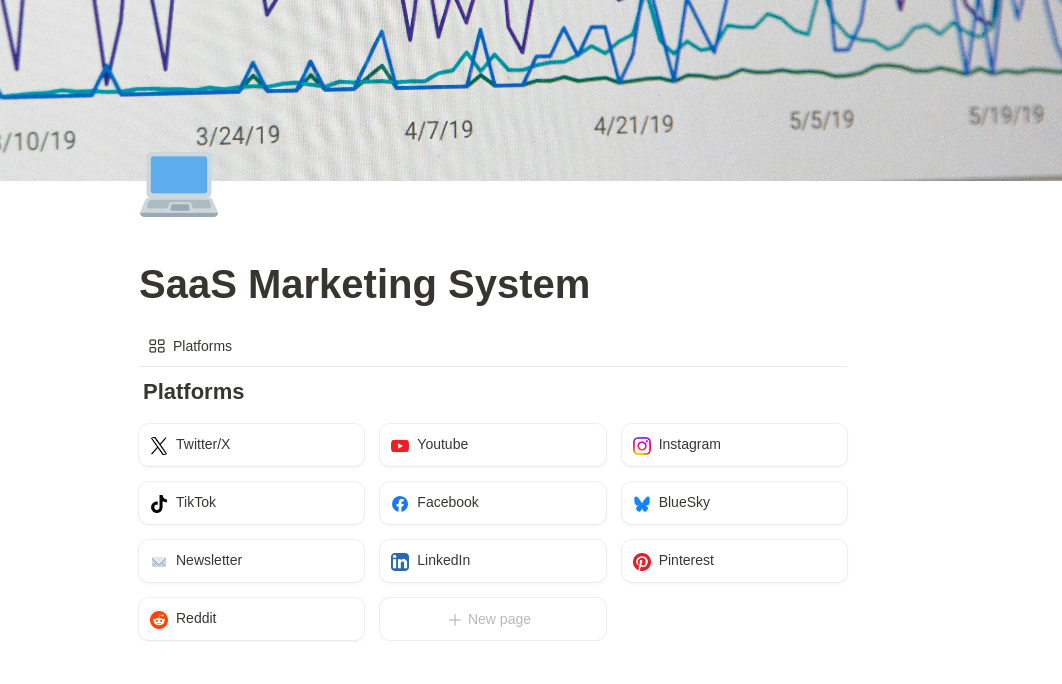 3/10/19 3/24/19 4/7/19 4/21/19 5/5/19 5/19/19
SaaS Marketing System
Platforms
Platforms
Twitter/X Youtube Instagram
TikTok Facebook BlueSky
Newsletter LinkedIn Pinterest
Reddit New page